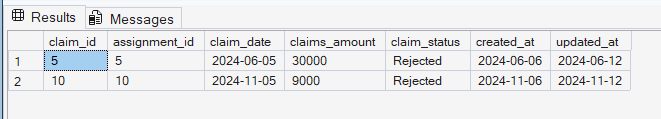 Results Messages
claim_id assignment_id claim_date claims_amount claim_status created_at updated_at
1 5 5 2024-06-05 30000 Rejected 2024-06-06 2024-06-12
2 10 10 2024-11-05 9000 Rejected 2024-11-06 2024-11-12